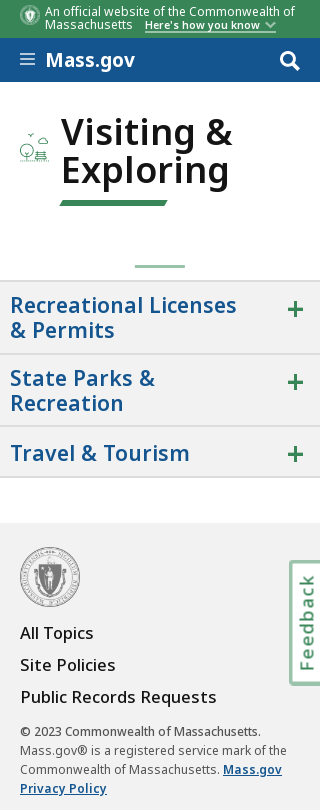 An official website of the Commonwealth of
Massachusetts Here's how you know
Mass.gov
Visiting &
Exploring
Recreational Licenses
& Permits
State Parks &
Recreation
Travel & Tourism
Feedback
All Topics
Site Policies
Public Records Requests
© 2023 Commonwealth of Massachusetts.
Mass.gov® is a registered service mark of the
Commonwealth of Massachusetts. Mass.gov
Privacy Policy